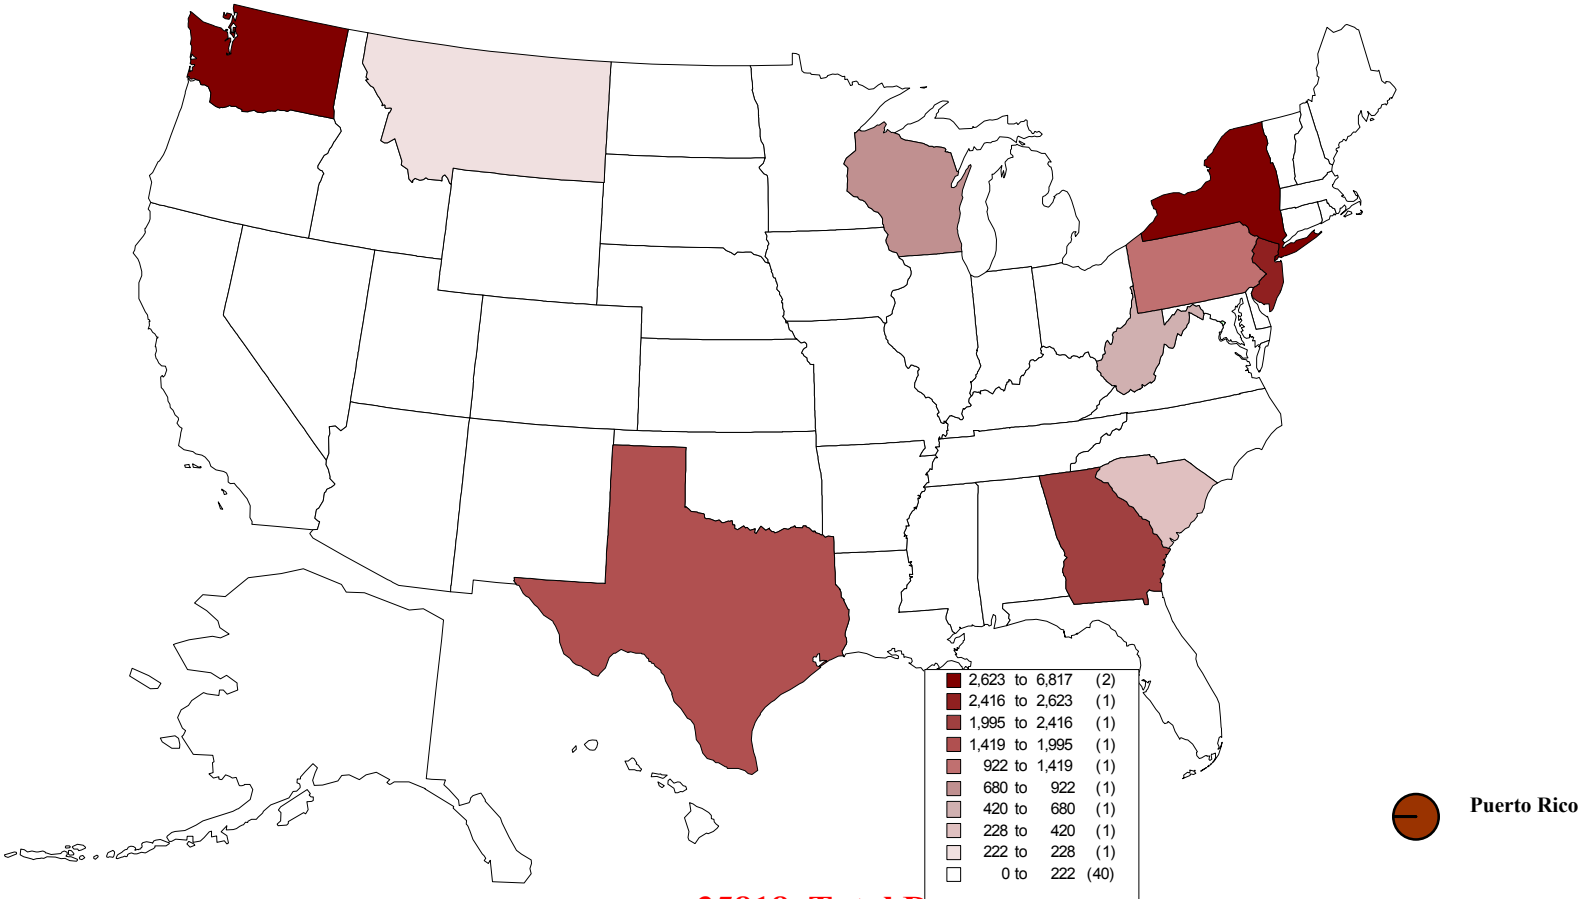 2,623 to 6,817 (2)
2,416 to 2,623 (1)
1,995 to 2,416 (1)
1,419 to 1,995 (1)
922 to 1,419 (1)
680 to 922 (1)
420 to 680 (1)
228 to 420 (1)
222 to 228 (1)
0 to 222 (40)
Puerto Rico